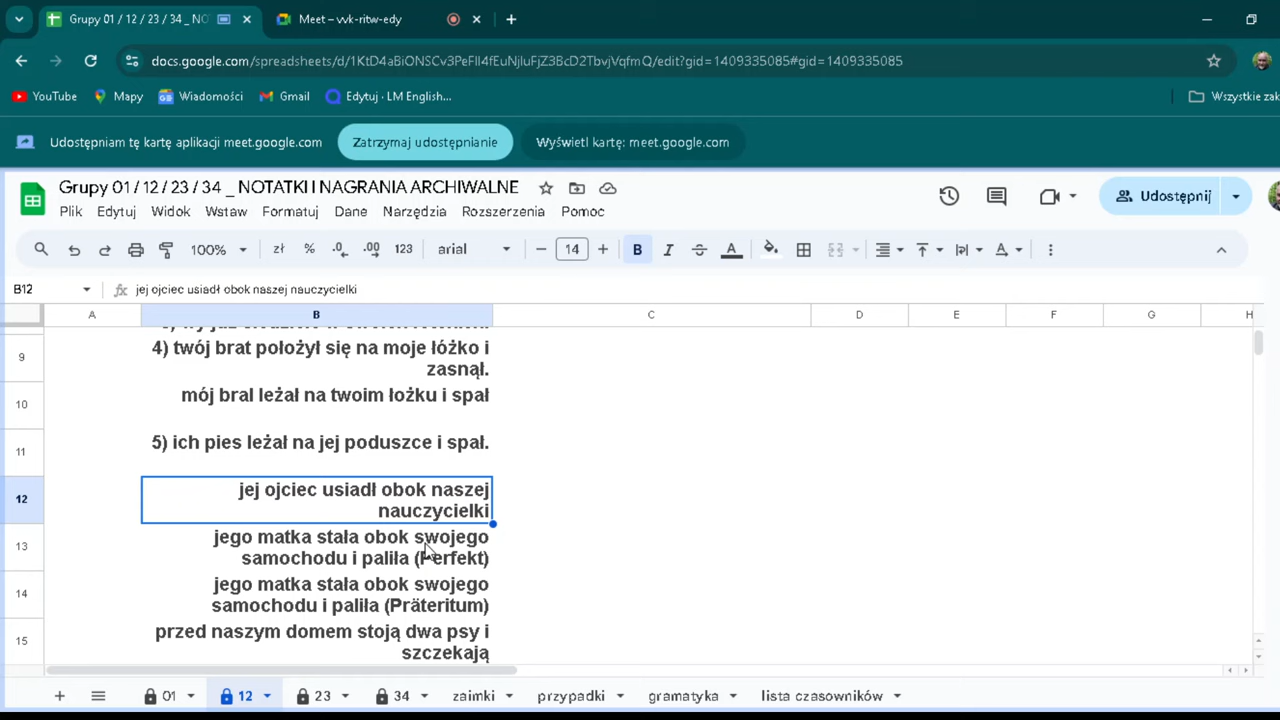 Grupy 01 / 12 / 23 / 34 _ NO
Meet – vvk-ritw-edy
docs.google.com/spreadsheets/d/1KtD4aBiONSCv3PeFlI4fEuNjluFjZ3BcD2TbvjVqfmQ/edit?gid=1409335085#gid=1409335085
YouTube Mapy Wiadomości Gmail Edytuj · LM English... Wszystkie zak
Udostępniam tę kartę aplikacji meet.google.com Zatrzymaj udostępnianie Wyświetl kartę: meet.google.com
Grupy 01 / 12 / 23 / 34 _ NOTATKI I NAGRANIA ARCHIWALNE
Udostępnij
Plik Edytuj Widok Wstaw Formatuj Dane Narzędzia Rozszerzenia Pomoc
100% zł % .0 .00 123 arial 14 B I A
B12 fx jej ojciec usiadł obok naszej nauczycielki
A B C D E F G H
9 4) twój brat położył się na moje łóżko i
zasnął.
10 mój bral leżał na twoim łożku i spał
11 5) ich pies leżał na jej poduszce i spał.
12 jej ojciec usiadł obok naszej
nauczycielki
13 jego matka stała obok swojego
samochodu i paliła (Perfekt)
14 jego matka stała obok swojego
samochodu i paliła (Präteritum)
15 przed naszym domem stoją dwa psy i
szczekają
01 12 23 34 zaimki przypadki gramatyka lista czasowników